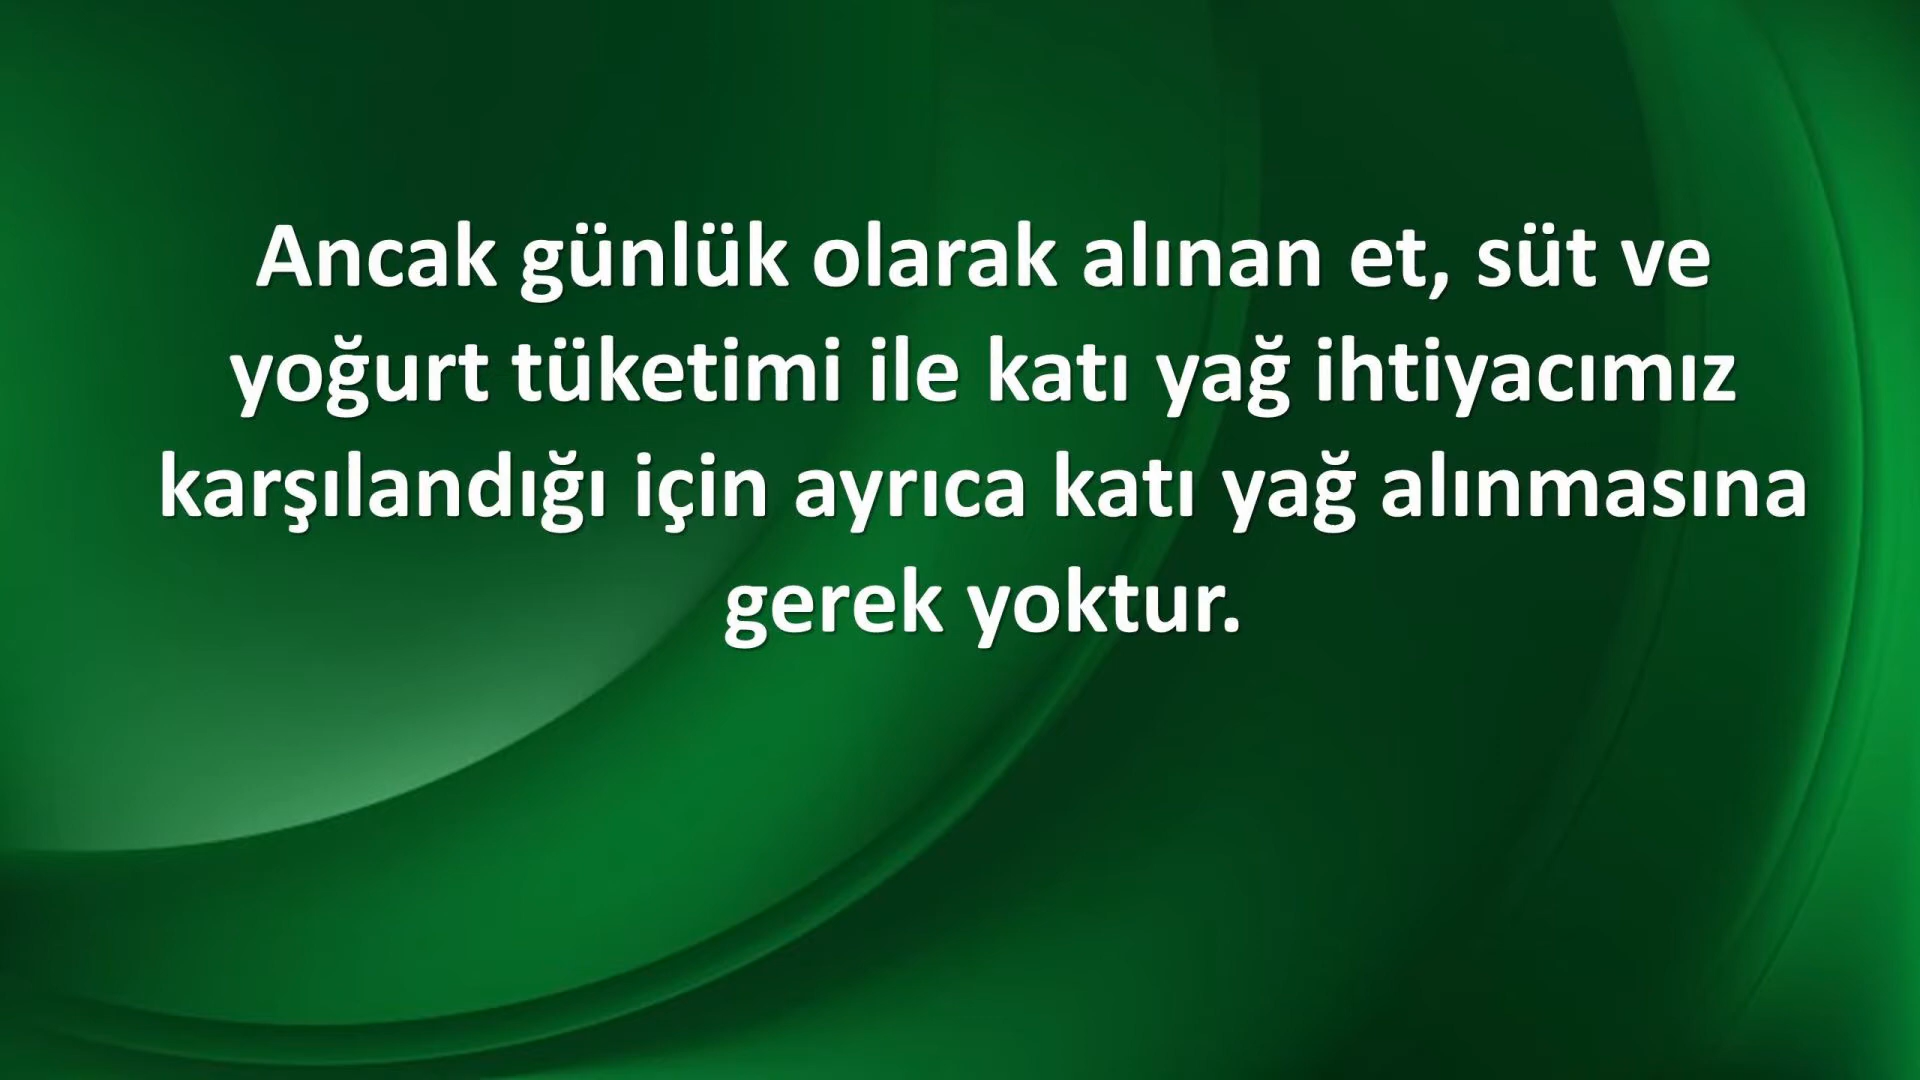 Ancak günlük olarak alınan et, süt ve
yoğurt tüketimi ile katı yağ ihtiyacımız
karşılandığı için ayrıca katı yağ alınmasına
gerek yoktur.